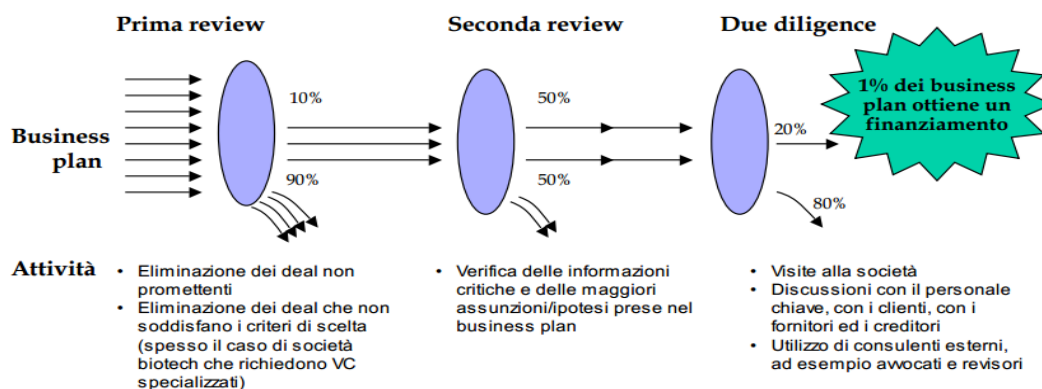 Prima review
Seconda review
Due diligence
1% dei business
plan ottiene un
finanziamento
Business
plan
10%
90%
50%
50%
20%
80%
Attività
• Eliminazione dei deal non
promettenti
• Eliminazione dei deal che non
soddisfano i criteri di scelta
(spesso il caso di società
biotech che richiedono VC
specializzati)
• Verifica delle informazioni
critiche e delle maggiori
assunzioni/ipotesi prese nel
business plan
• Visite alla società
• Discussioni con il personale
chiave, con i clienti, con i
fornitori ed i creditori
• Utilizzo di consulenti esterni,
ad esempio avvocati e revisori